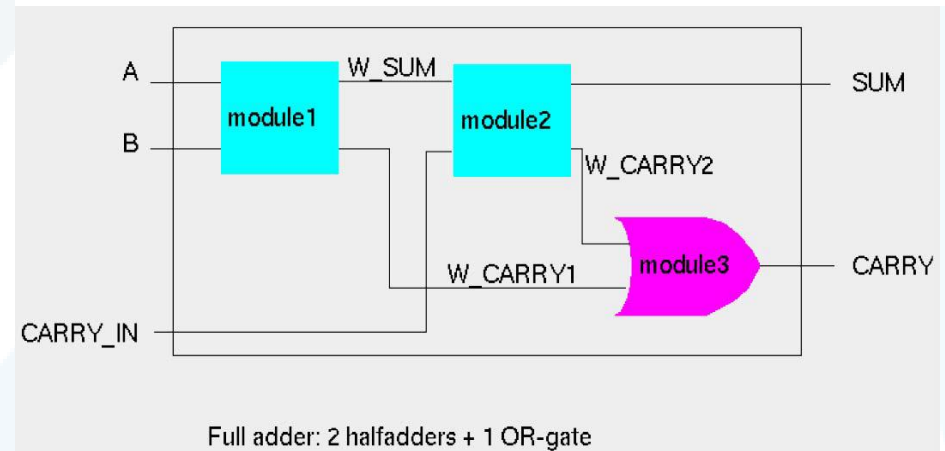 A
W_SUM
SUM
module1
module2
B
W_CARRY2
W_CARRY1
module3
CARRY
CARRY_IN
Full adder: 2 halfadders + 1 OR-gate